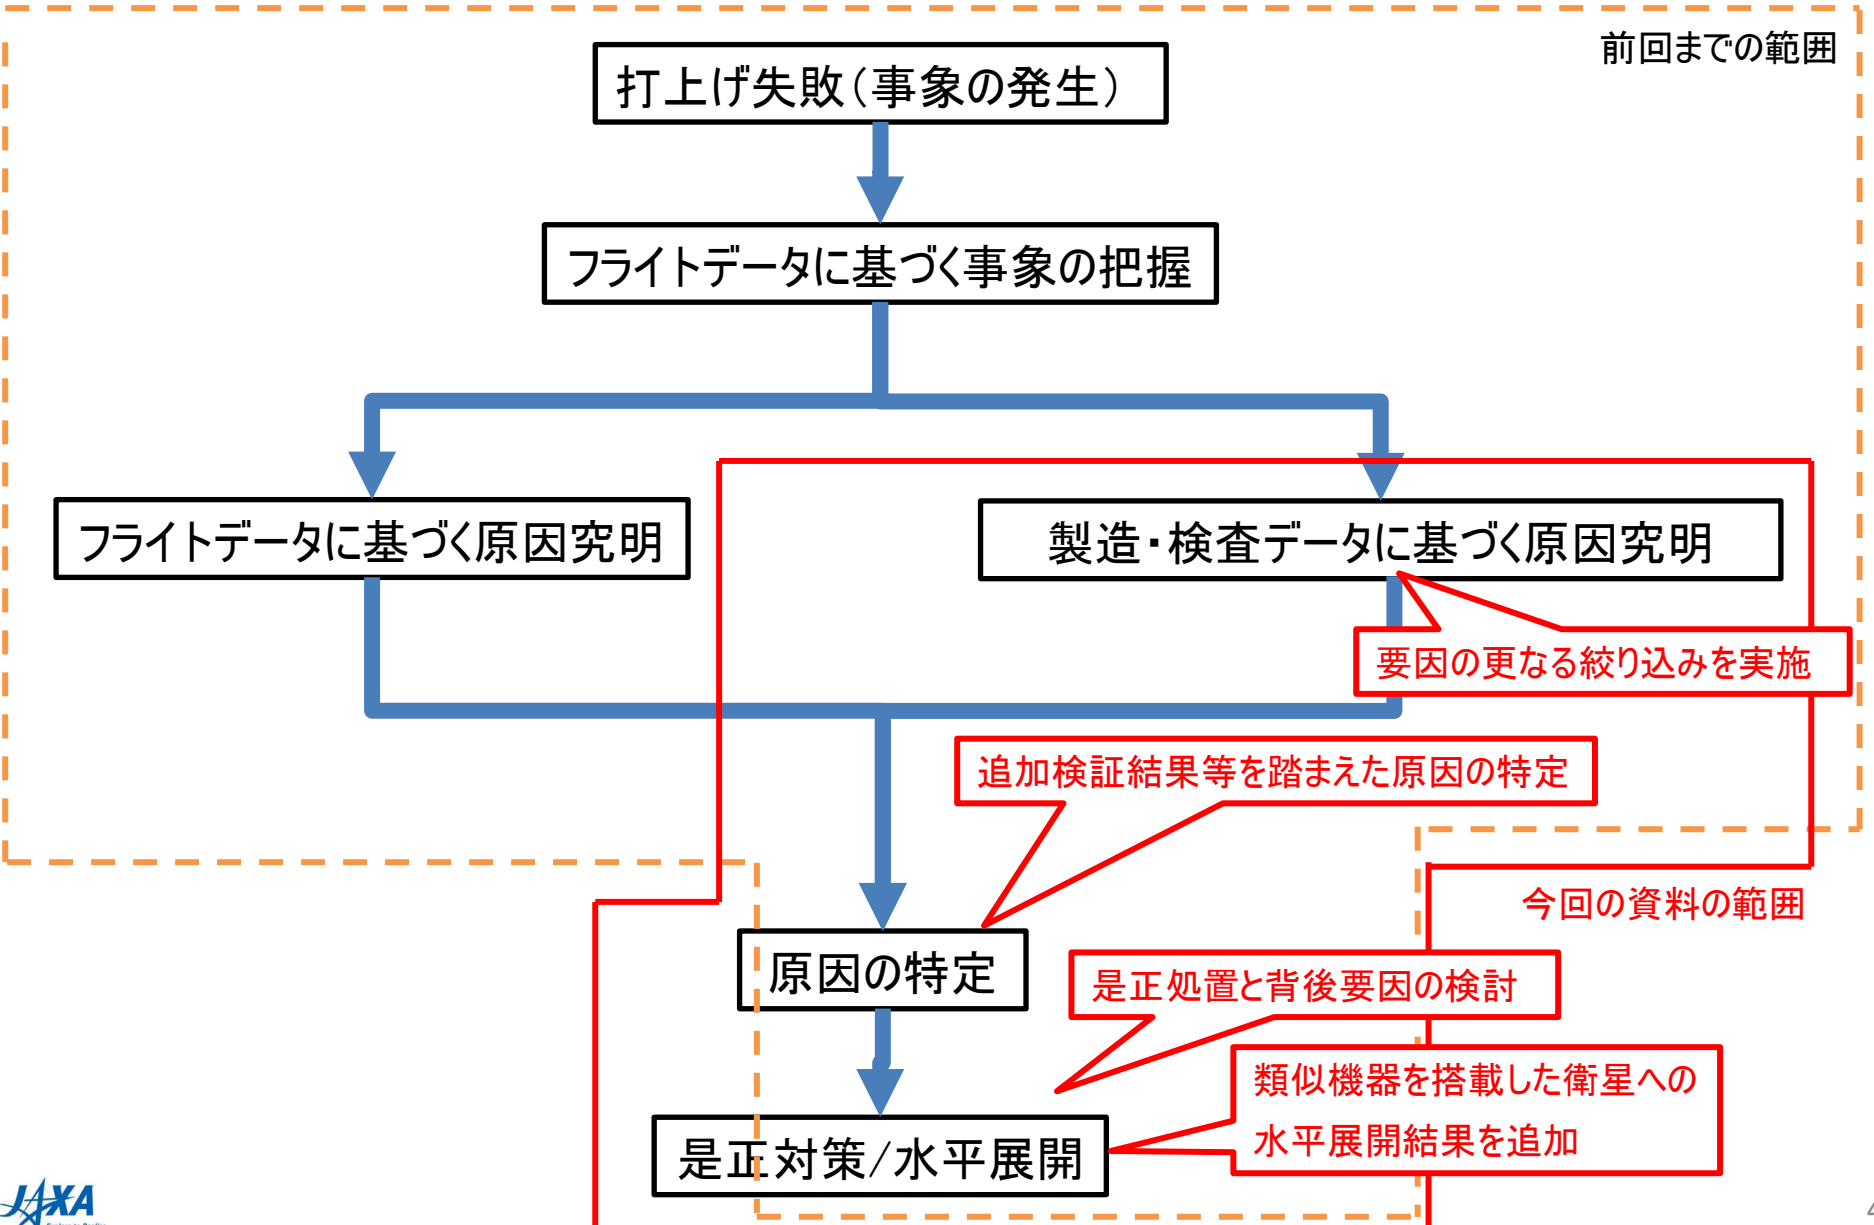 前回までの範囲
打上げ失敗(事象の発生)
フライトデータに基づく事象の把握
フライトデータに基づく原因究明
製造・検査データに基づく原因究明
要因の更なる絞り込みを実施
追加検証結果等を踏まえた原因の特定
今回の資料の範囲
原因の特定
是正処置と背後要因の検討
類似機器を搭載した衛星への
水平展開結果を追加
是正対策/水平展開
JAXA